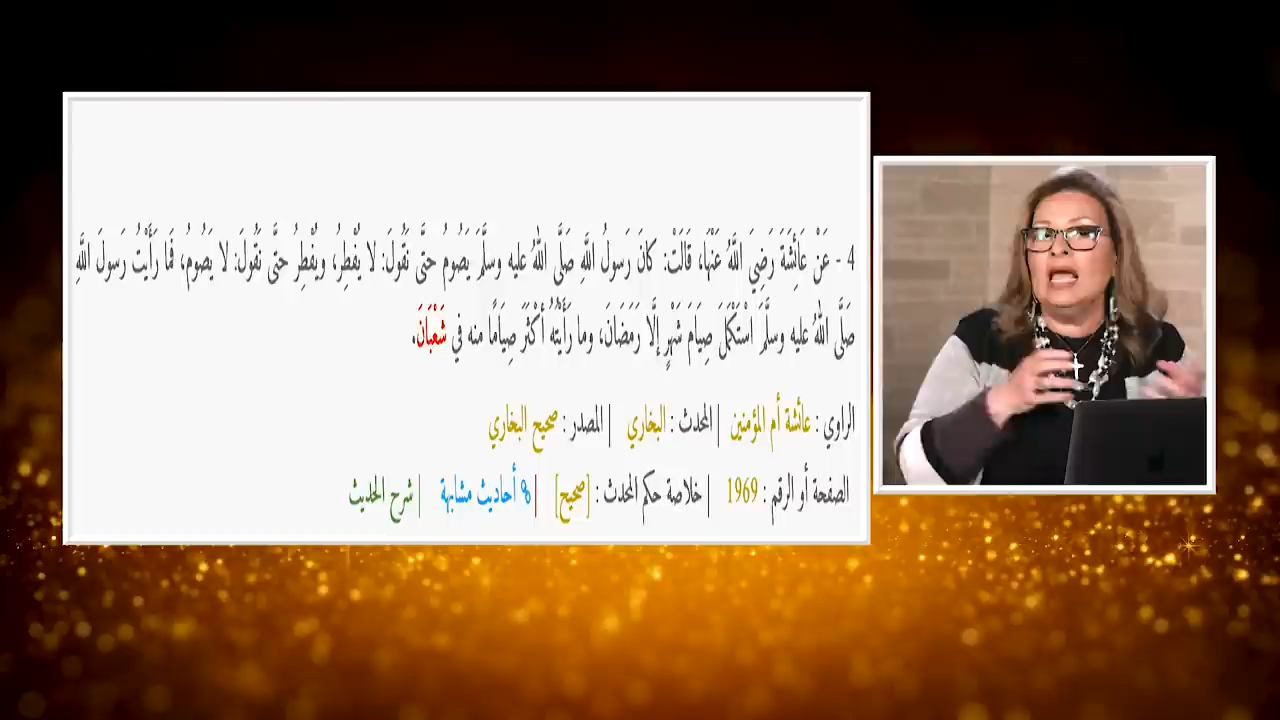 4 - عَنْ عَائِشَةَ رَضِيَ اللَّهُ عَنْهَا، قَالَتْ: كانَ رَسولُ اللَّهِ صَلَّى اللهُ عليه وسلَّمَ يَصُومُ حتَّى نَقُولَ: لا يُفْطِرُ، ويُفْطِرُ حتَّى نَقُولَ: لا يَصُومُ، فَما رَأَيْتُ رَسولَ اللَّهِ
صَلَّى اللهُ عليه وسلَّمَ اسْتَكْمَلَ صِيَامَ شَهْرٍ إلَّا رَمَضَانَ، وما رَأَيْتُهُ أكْثَرَ صِيَامًا منه في شَعْبَانَ.
الراوي : عائشة أم المؤمنين | المحدث : البخاري | المصدر : صحيح البخاري
الصفحة أو الرقم : 1969 | خلاصة حكم المحدث : [صحيح] | % أحاديث مشابهة | شرح الحديث